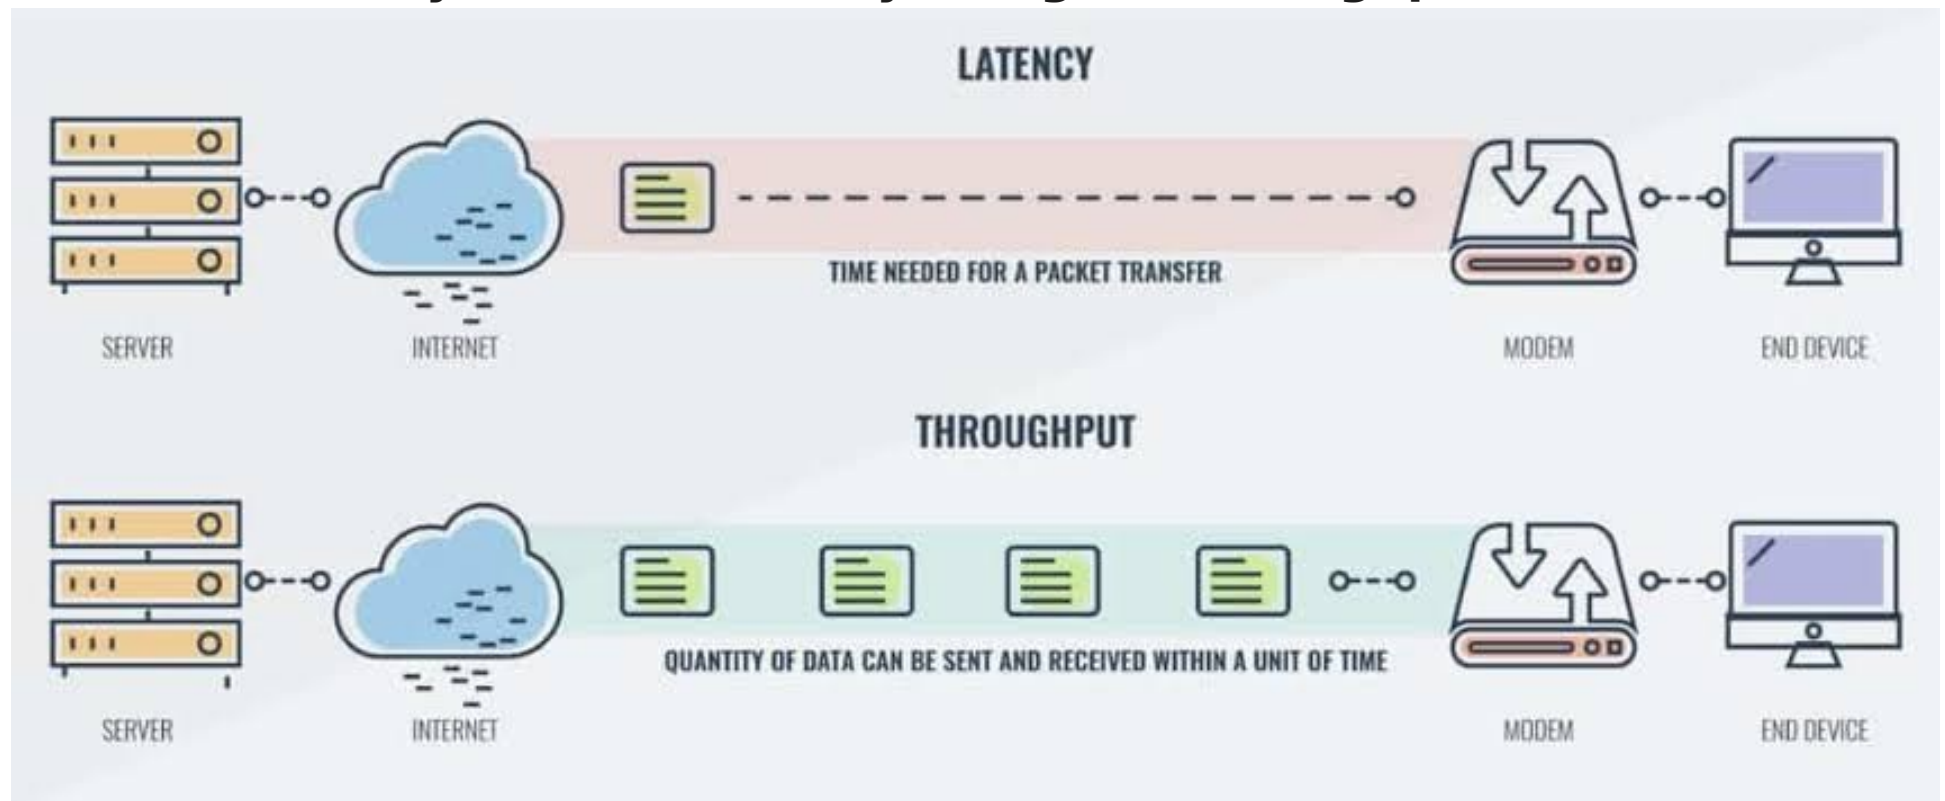 LATENCY
TIME NEEDED FOR A PACKET TRANSFER
SERVER
INTERNET
MODEM
END DEVICE
THROUGHPUT
QUANTITY OF DATA CAN BE SENT AND RECEIVED WITHIN A UNIT OF TIME
SERVER
INTERNET
MODEM
END DEVICE